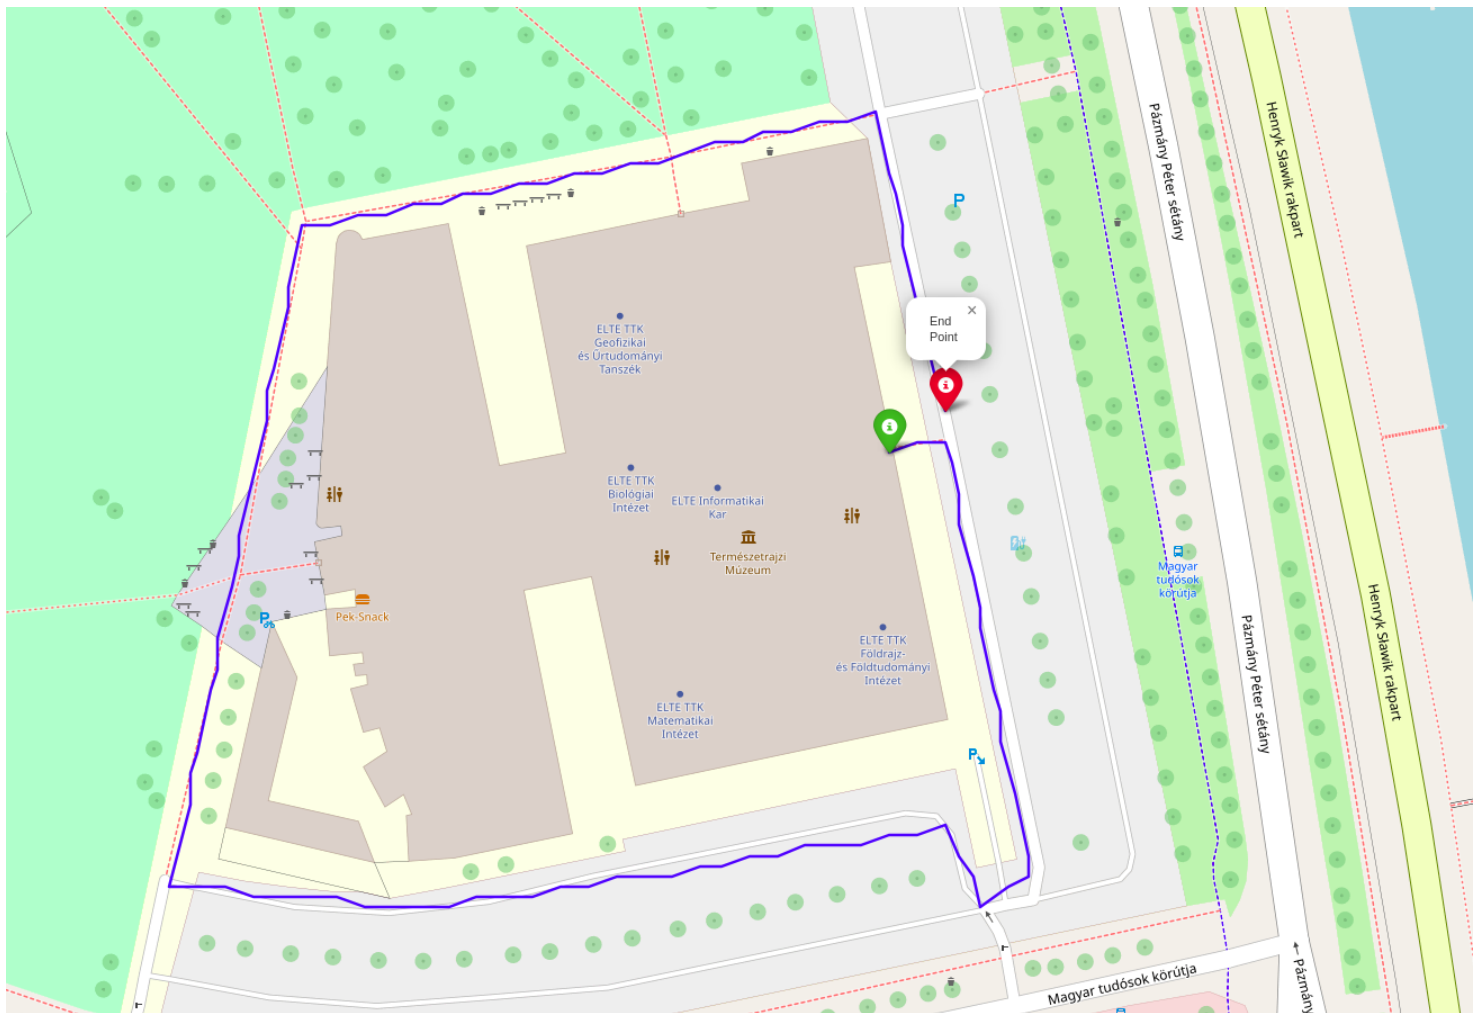 Pázmány Péter sétány
Henryk Sławik rakpart
P
End
Point
×
ELTE TTK
Geofizikai
és Űrtudományi
Tanszék
ELTE TTK
Biológiai
Intézet
ELTE Informatikai
Kar
Természetrajzi
Múzeum
Magyar
tudósok
körútja
Pek-Snack
P
ELTE TTK
Földrajz-
és Földtudományi
Intézet
ELTE TTK
Matematikai
Intézet
P
Pázmány Péter sétány
Henryk Sławik rakpart
Magyar tudósok körútja
Pázmány